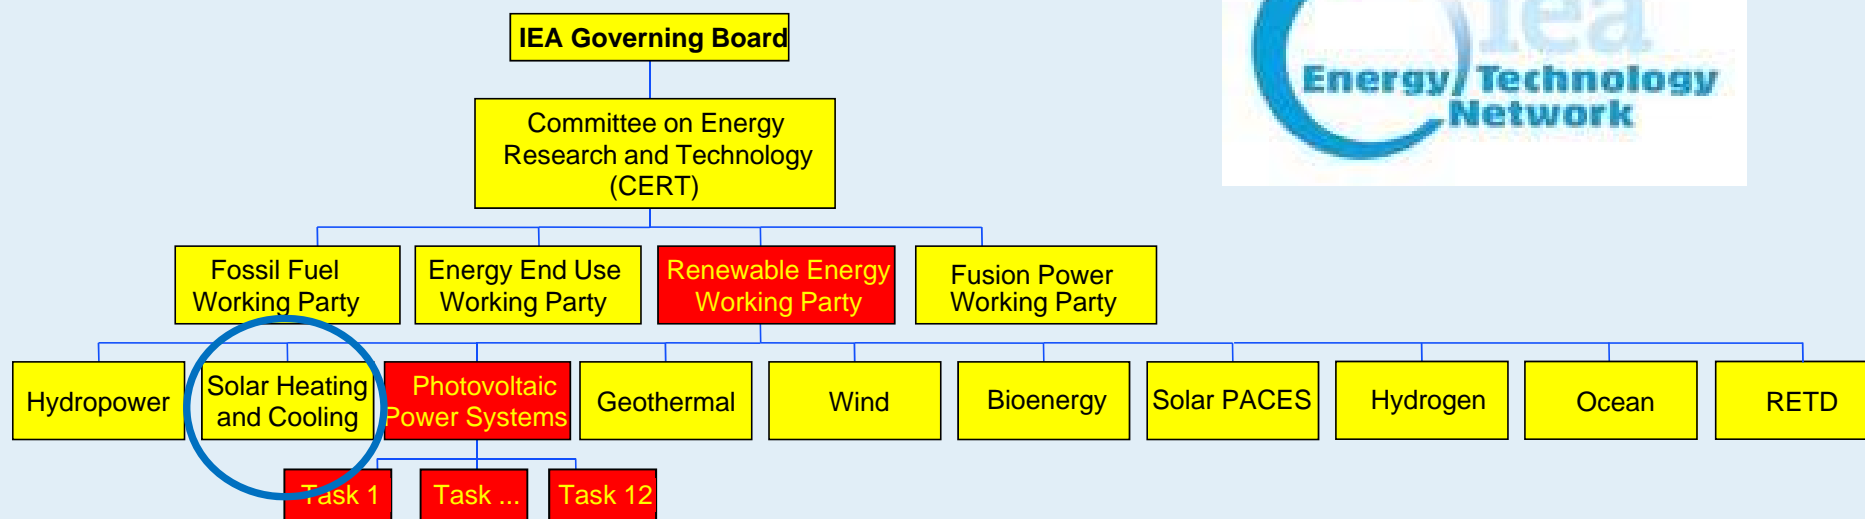 IEA Governing Board
iea
Energy Technology
Network
Committee on Energy
Research and Technology
(CERT)
Fossil Fuel
Working Party
Energy End Use
Working Party
Renewable Energy
Working Party
Fusion Power
Working Party
Hydropower
Solar Heating
and Cooling
Photovoltaic
Power Systems
Geothermal
Wind
Bioenergy
Solar PACES
Hydrogen
Ocean
RETD
Task 1
Task ...
Task 12